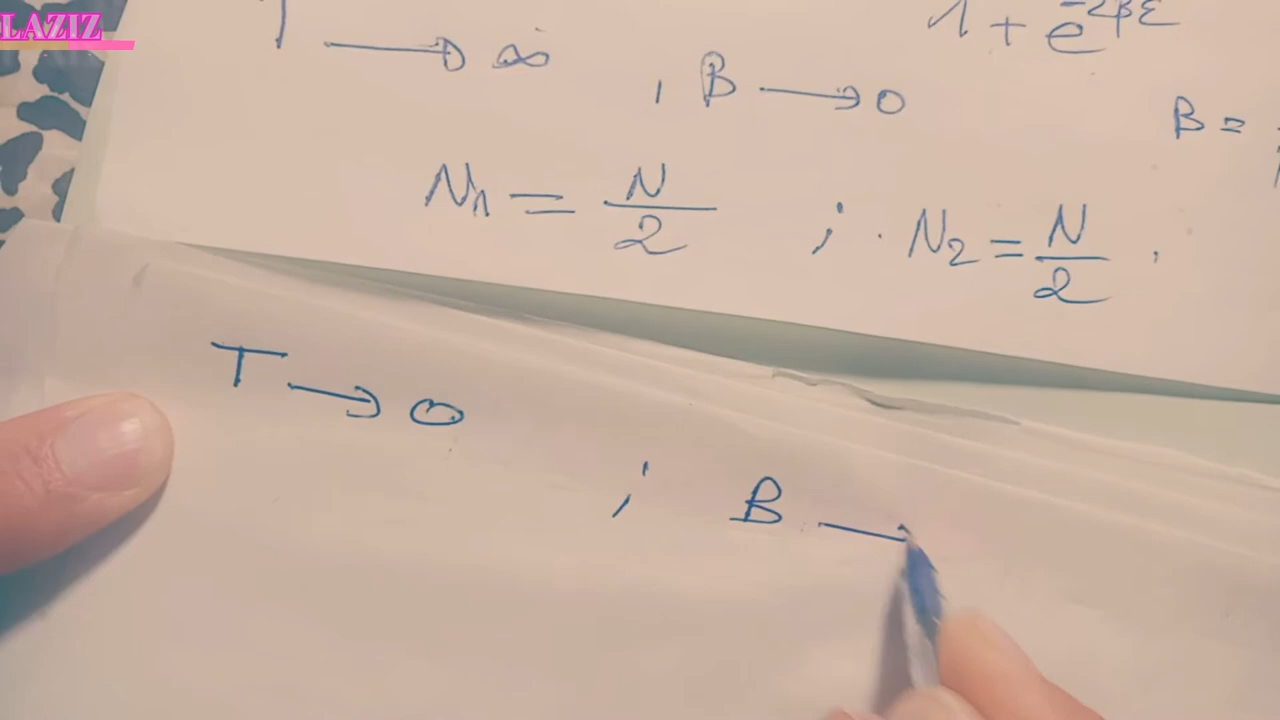 LAZIZ
1 + e^{-2βε}
T → ∞ , B → 0
B =
N₁ = N/2 ; . N₂ = N/2 .
T → 0 ; B →